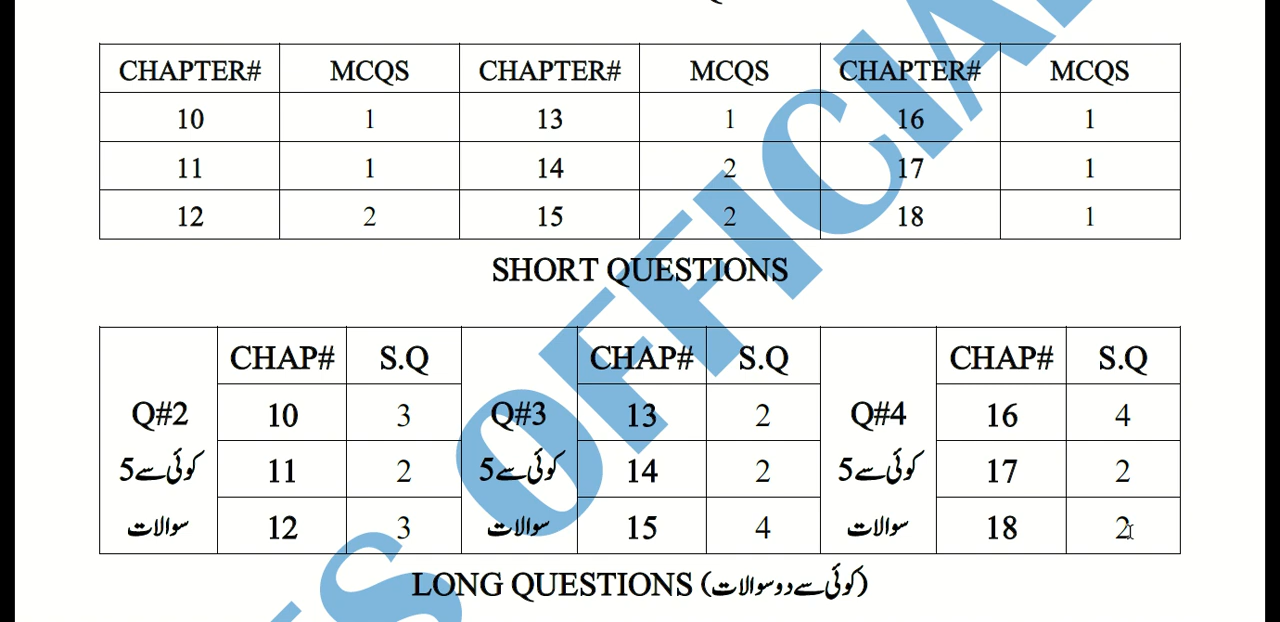 CHAPTER# MCQS CHAPTER# MCQS CHAPTER# MCQS
10 1 13 1 16 1
11 1 14 2 17 1
12 2 15 2 18 1
SHORT QUESTIONS
CHAP# S.Q CHAP# S.Q CHAP# S.Q
Q#2 10 3 Q#3 13 2 Q#4 16 4
کوئی سے 5 11 2 کوئی سے 5 14 2 کوئی سے 5 17 2
سوالات 12 3 سوالات 15 4 سوالات 18 2
LONG QUESTIONS (کوئی سے دو سوالات)
OFFICIAL